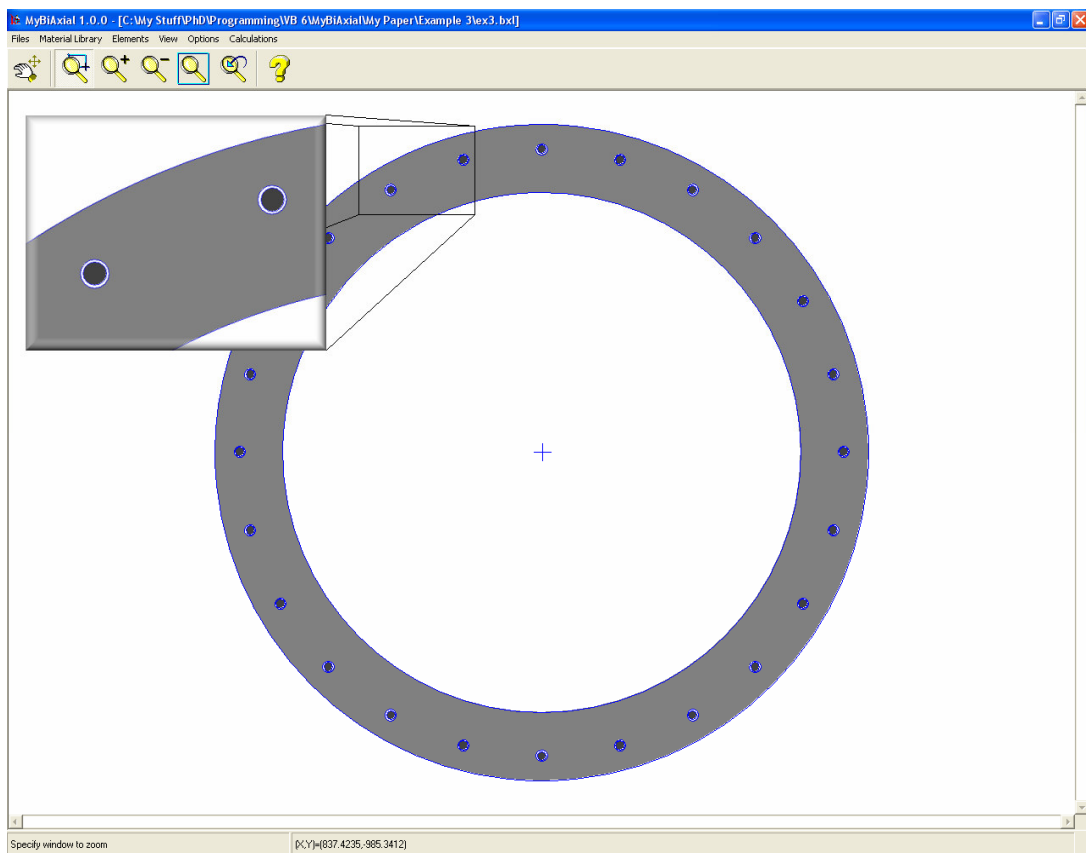 MyBiAxial 1.0.0 - [C:\My Stuff\PhD\Programming\VB 6\MyBiAxial\My Paper\Example 3\ex3.bxl]
Files Material Library Elements View Options Calculations
Specify window to zoom (X,Y)=(837.4235,-985.3412)